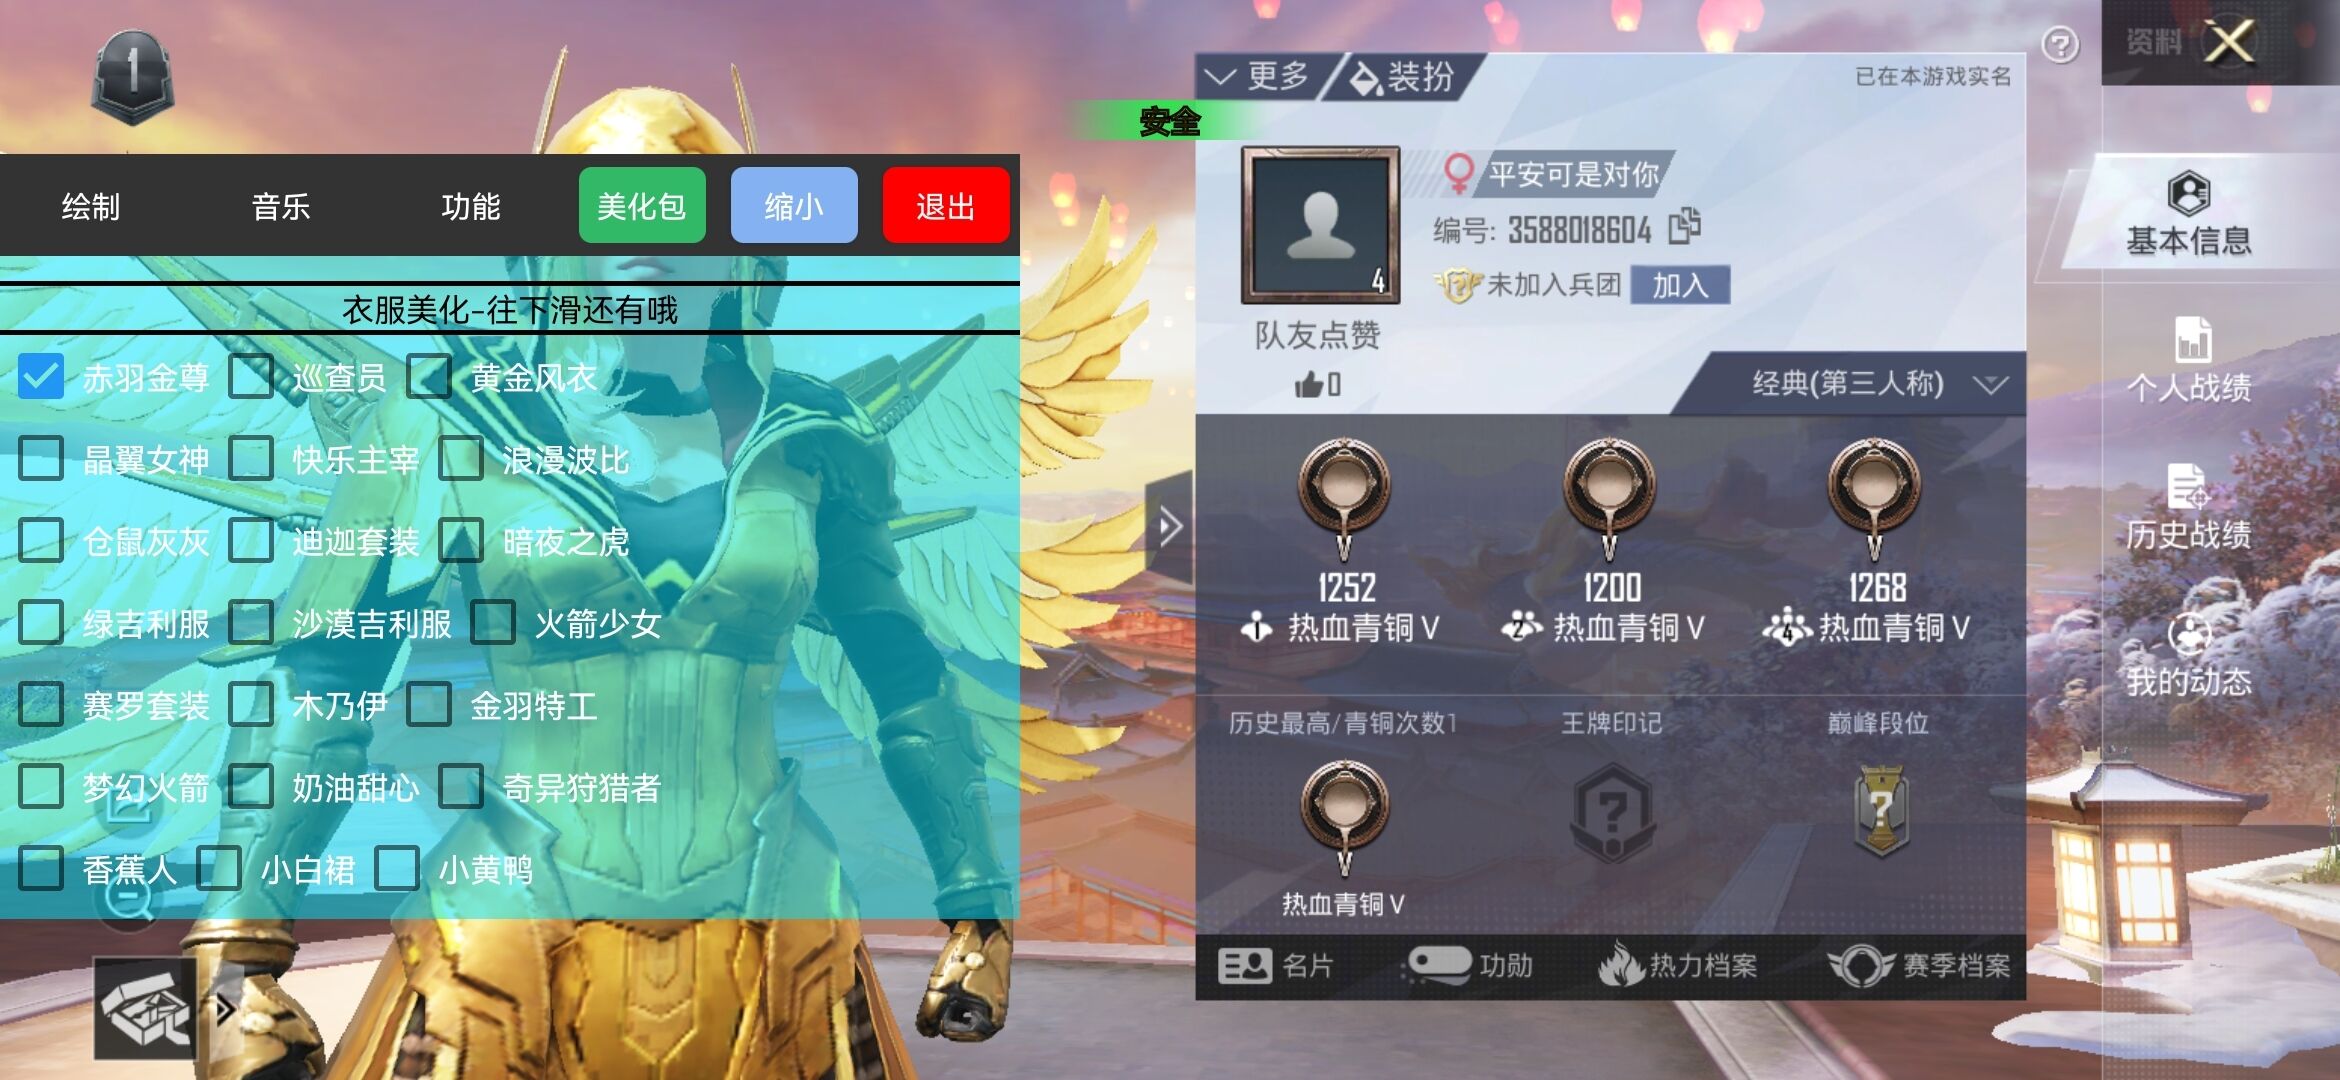 1
绘制 音乐 功能 美化包 缩小 退出
衣服美化-往下滑还有哦
赤羽金尊 巡查员 黄金风衣
晶翼女神 快乐主宰 浪漫波比
仓鼠灰灰 迪迦套装 暗夜之虎
绿吉利服 沙漠吉利服 火箭少女
赛罗套装 木乃伊 金羽特工
梦幻火箭 奶油甜心 奇异狩猎者
香蕉人 小白裙 小黄鸭
安全
更多 装扮 已在本游戏实名
平安可是对你
编号: 3588018604
4
未加入兵团 加入
队友点赞
0
经典(第三人称)
V V V
1252 1200 1268
1 热血青铜 V 2 热血青铜 V 4 热血青铜 V
历史最高/青铜次数1 王牌印记 巅峰段位
? ?
V
热血青铜 V
名片 功勋 热力档案 赛季档案
? 资料
基本信息
个人战绩
历史战绩
我的动态